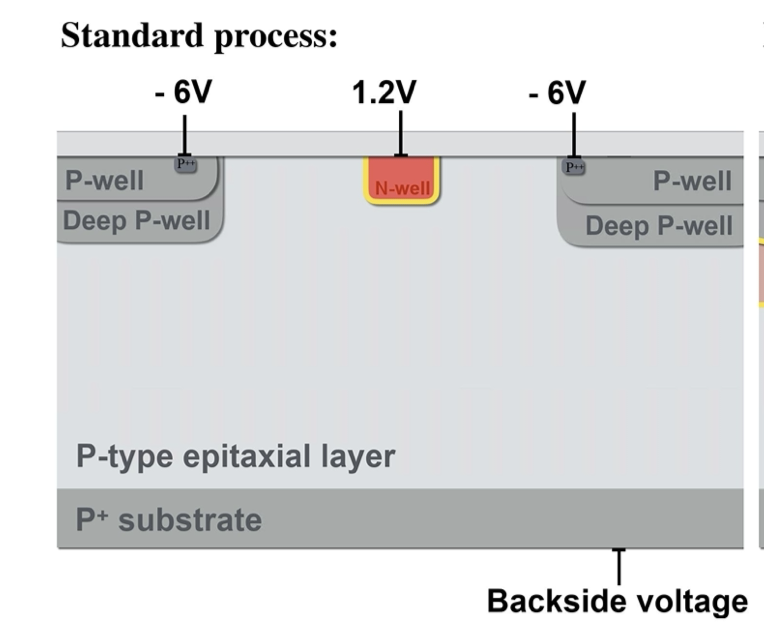 Standard process:
- 6V 1.2V - 6V
P++ P++
P-well N-well P-well
Deep P-well Deep P-well
P-type epitaxial layer
P+ substrate
Backside voltage